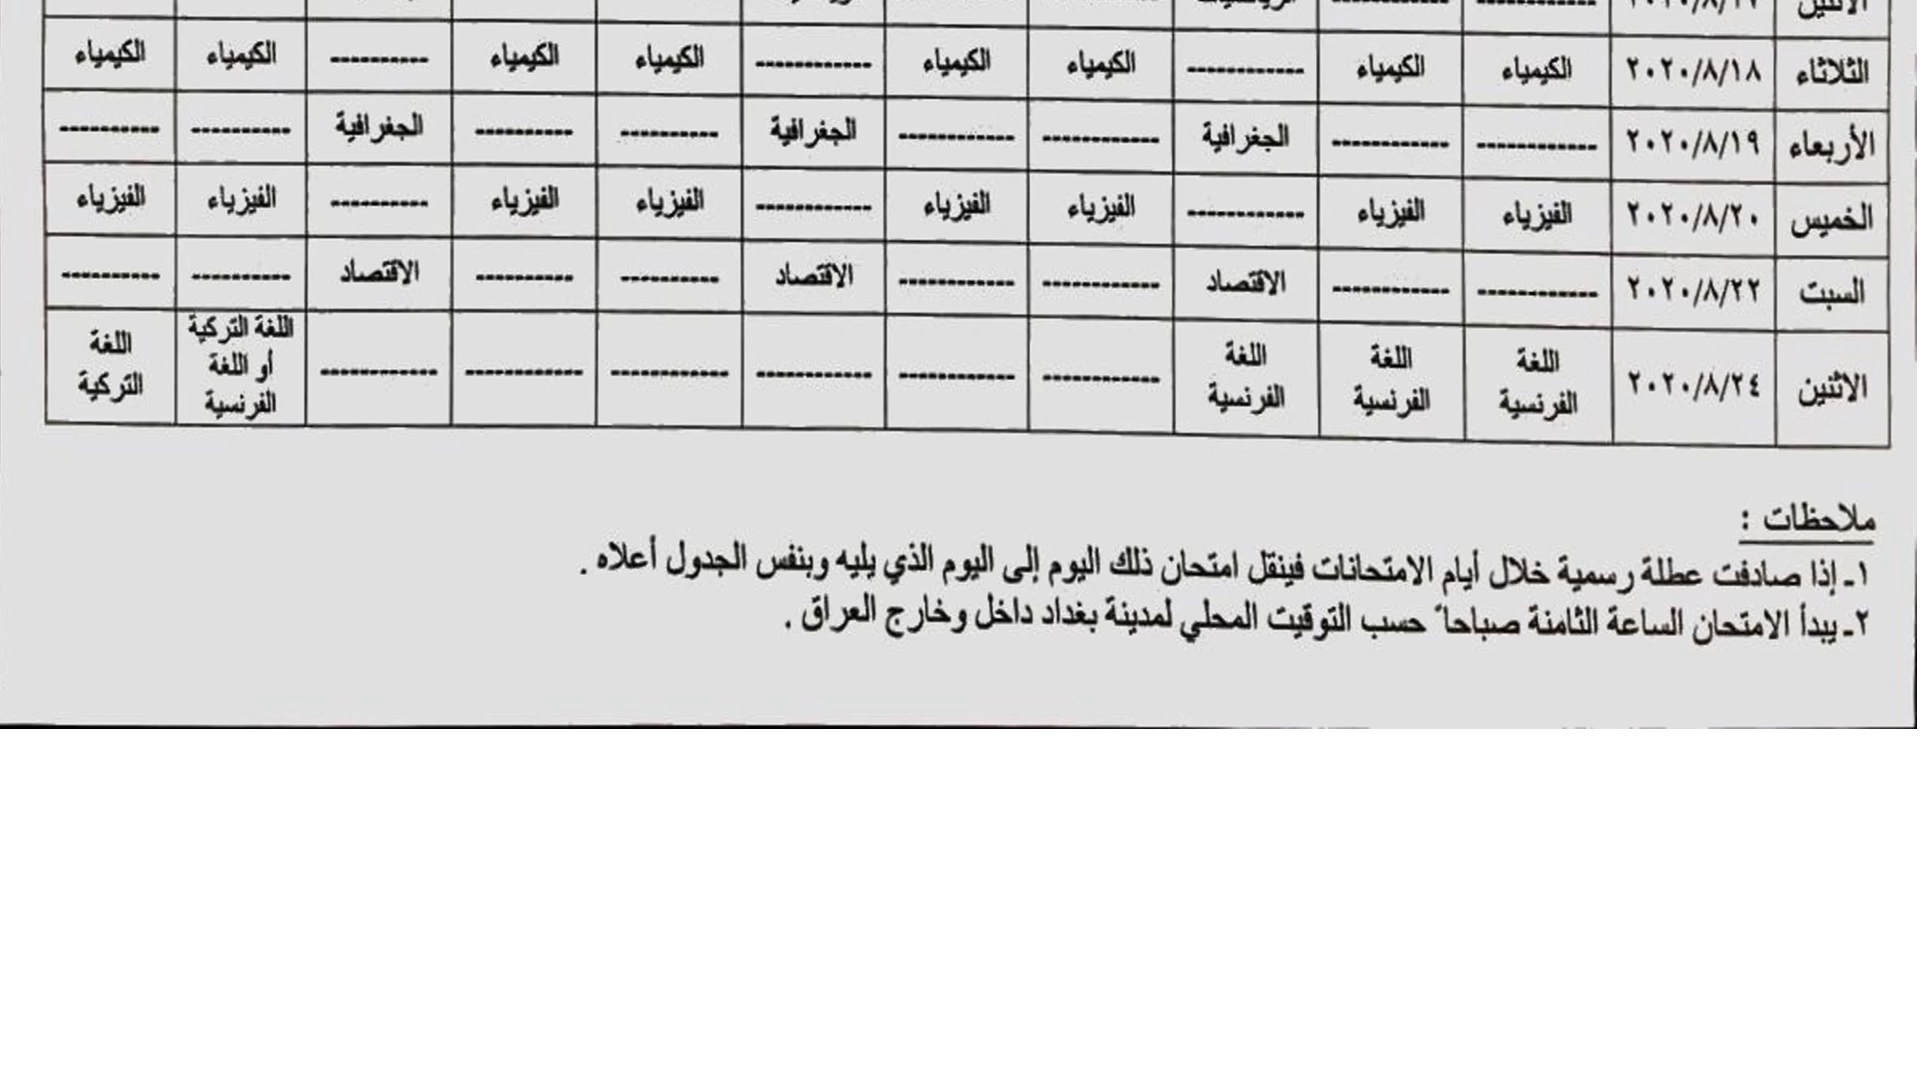 الثلاثاء ٢٠٢٠/٨/١٨ الكيمياء الكيمياء ------------ الكيمياء الكيمياء ------------ الكيمياء الكيمياء ---------- الكيمياء الكيمياء
الأربعاء ٢٠٢٠/٨/١٩ ------------ ------------ الجغرافية ------------ ------------ الجغرافية ---------- ---------- الجغرافية ---------- ----------
الخميس ٢٠٢٠/٨/٢٠ الفيزياء الفيزياء ------------ الفيزياء الفيزياء ------------ الفيزياء الفيزياء ---------- الفيزياء الفيزياء
السبت ٢٠٢٠/٨/٢٢ ------------ ------------ الاقتصاد ------------ ------------ الاقتصاد ---------- ---------- الاقتصاد ---------- ----------
الاثنين ٢٠٢٠/٨/٢٤ اللغة الفرنسية اللغة الفرنسية اللغة الفرنسية ------------ ------------ ------------ ------------ ------------ ------------ اللغة التركية أو اللغة الفرنسية اللغة التركية
ملاحظات :
١ـ إذا صادفت عطلة رسمية خلال أيام الامتحانات فينقل امتحان ذلك اليوم إلى اليوم الذي يليه وبنفس الجدول أعلاه .
٢ـ يبدأ الامتحان الساعة الثامنة صباحاً حسب التوقيت المحلي لمدينة بغداد داخل وخارج العراق .